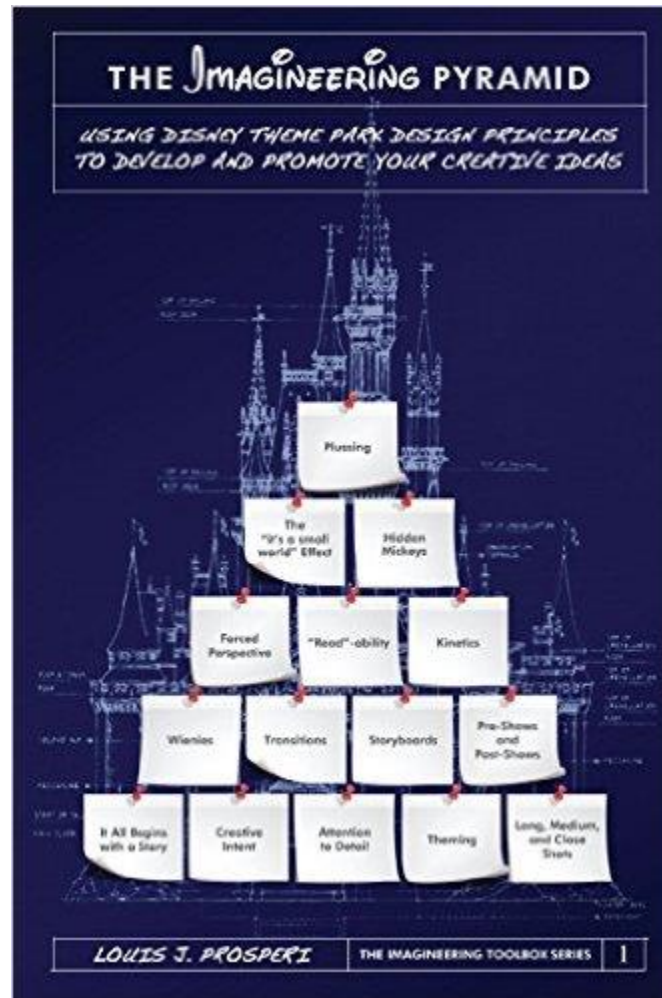 THE IMAGINEERING PYRAMID
USING DISNEY THEME PARK DESIGN PRINCIPLES
TO DEVELOP AND PROMOTE YOUR CREATIVE IDEAS
Plussing
The
"it's a small
world" Effect
Hidden
Mickeys
Forced
Perspective
"Read"-ability
Kinetics
Wienies
Transitions
Storyboards
Pre-Shows
and
Post-Shows
It All Begins
with a Story
Creative
Intent
Attention
to Detail
Theming
Long, Medium,
and Close
Shots
LOUIS J. PROSPERI
THE IMAGINEERING TOOLBOX SERIES
1